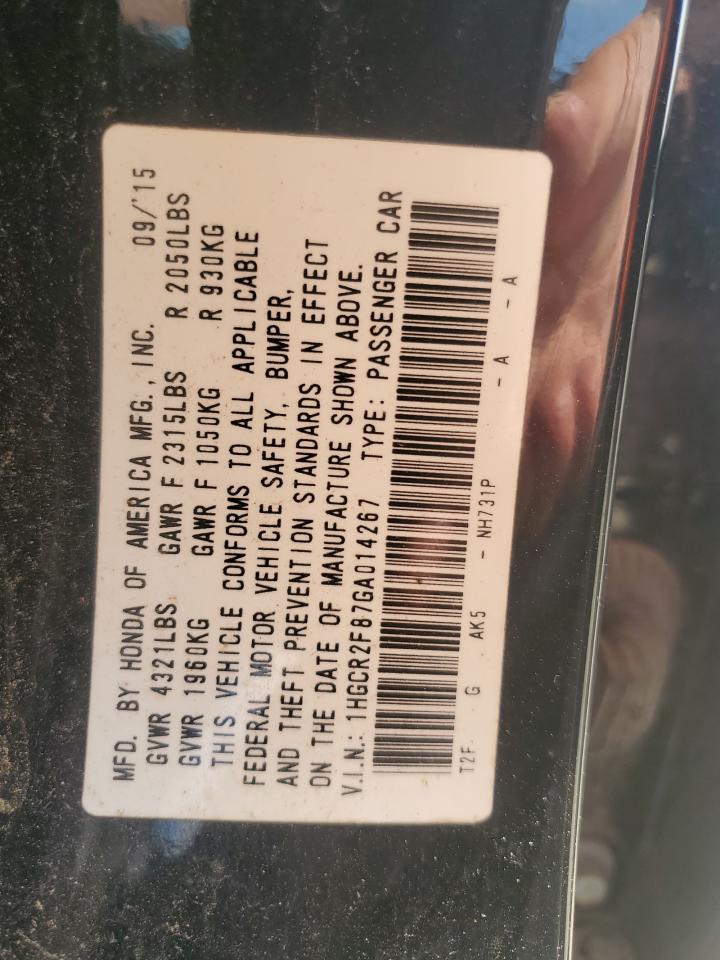 MFD. BY HONDA OF AMERICA MFG., INC. 09/'15
GVWR 4321LBS GAWR F 2315LBS R 2050LBS
GVWR 1960KG GAWR F 1050KG R 930KG
THIS VEHICLE CONFORMS TO ALL APPLICABLE
FEDERAL MOTOR VEHICLE SAFETY, BUMPER,
AND THEFT PREVENTION STANDARDS IN EFFECT
ON THE DATE OF MANUFACTURE SHOWN ABOVE.
V.I.N.: 1HGCR2F87GA014267 TYPE: PASSENGER CAR
T2F G AK5 - NH731P - A - A